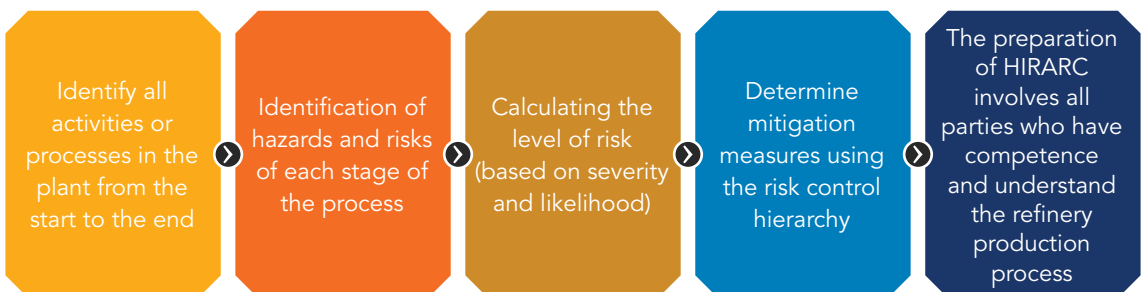 Identify all
activities or
processes in the
plant from the
start to the end
Identification of
hazards and risks
of each stage of
the process
Calculating the
level of risk
(based on severity
and likelihood)
Determine
mitigation
measures using
the risk control
hierarchy
The preparation
of HIRARC
involves all
parties who have
competence
and understand
the refinery
production
process